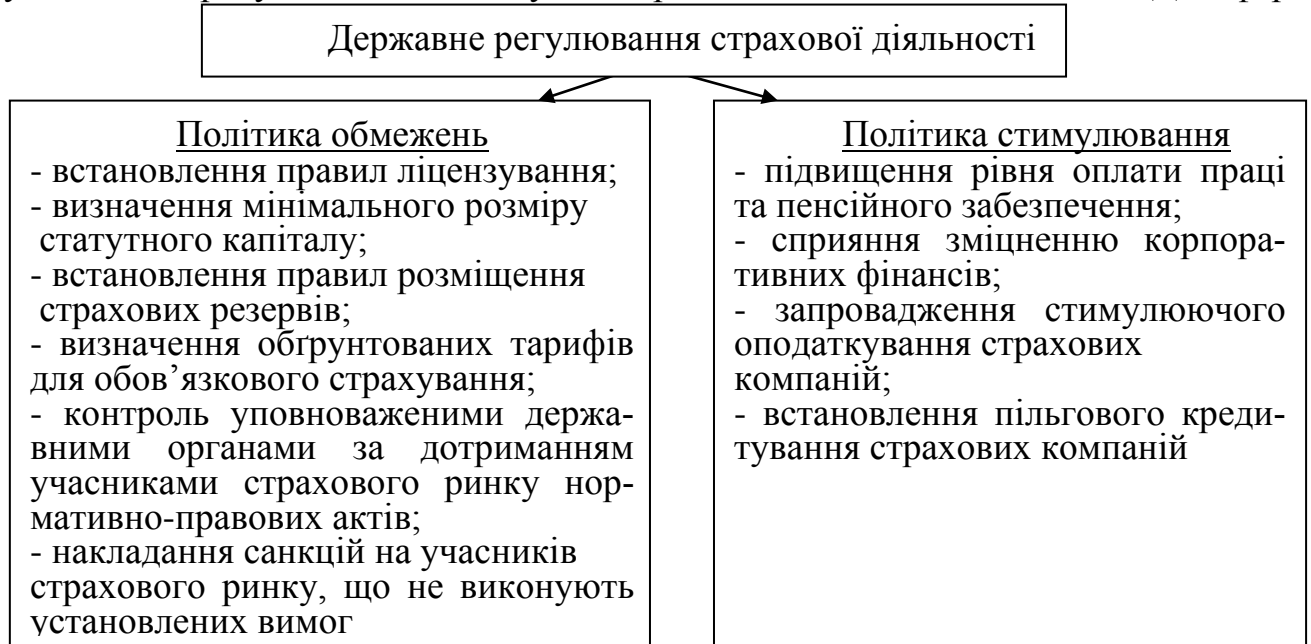 Державне регулювання страхової діяльності
Політика обмежень
- встановлення правил ліцензування;
- визначення мінімального розміру
статутного капіталу;
- встановлення правил розміщення
страхових резервів;
- визначення обґрунтованих тарифів
для обов’язкового страхування;
- контроль уповноваженими держа-
вними органами за дотриманням
учасниками страхового ринку нор-
мативно-правових актів;
- накладання санкцій на учасників
страхового ринку, що не виконують
установлених вимог
Політика стимулювання
- підвищення рівня оплати праці
та пенсійного забезпечення;
- сприяння зміцненню корпора-
тивних фінансів;
- запровадження стимулюючого
оподаткування страхових
компаній;
- встановлення пільгового креди-
тування страхових компаній